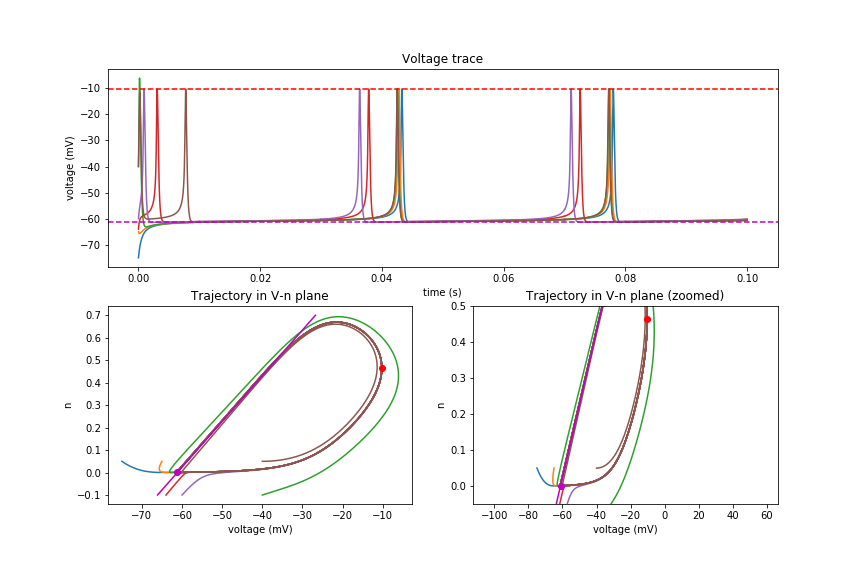 Voltage trace
−10
−20
−30
−40
−50
−60
−70
voltage (mV)
0.00 0.02 0.04 0.06 0.08 0.10
time (s)
Trajectory in V-n plane
0.7
0.6
0.5
0.4
0.3
0.2
0.1
0.0
−0.1
n
−70 −60 −50 −40 −30 −20 −10
voltage (mV)
Trajectory in V-n plane (zoomed)
0.5
0.4
0.3
0.2
0.1
0.0
n
−100 −80 −60 −40 −20 0 20 40 60
voltage (mV)